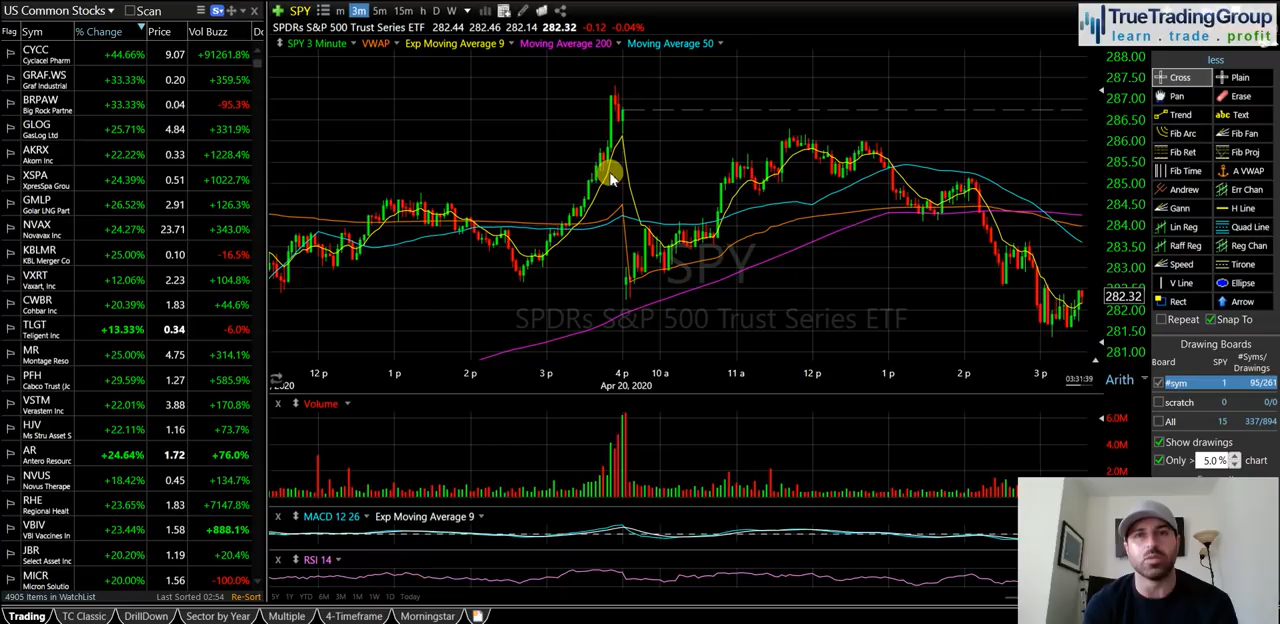 US Common Stocks Scan
Flag Sym % Change Price Vol Buzz
CYCC +44.66% 9.07 +91261.8%
Cyclacel Pharm
GRAF.WS +33.33% 0.20 +359.5%
Graf Industrial
BRPAW +33.33% 0.04 -95.3%
Big Rock Partne
GLOG +25.71% 4.84 +331.9%
GasLog Ltd
AKRX +22.22% 0.33 +1228.4%
Akorn Inc
XSPA +24.39% 0.51 +1022.7%
XpresSpa Grou
GMLP +26.52% 2.91 +126.3%
Golar LNG Part
NVAX +24.27% 23.71 +343.0%
Novavax Inc
KBLMR +25.00% 0.10 -16.5%
KBL Merger Co
VXRT +12.06% 2.23 +104.8%
Vaxart, Inc
CWBR +20.39% 1.83 +44.6%
Cohbar Inc
TLGT +13.33% 0.34 -6.0%
Teligent Inc
MR +25.00% 4.75 +314.1%
Montage Reso
PFH +29.59% 1.27 +585.9%
Cabco Trust (Jc
VSTM +22.01% 3.88 +170.8%
Verastem Inc
HJV +22.11% 1.16 +73.7%
Ms Stru Asset S
AR +24.64% 1.72 +76.0%
Antero Resourc
NVUS +18.42% 0.45 +134.7%
Novus Therape
RHE +23.65% 1.83 +7147.8%
Regional Healt
VBIV +23.44% 1.58 +888.1%
VBI Vaccines In
JBR +20.20% 1.19 +20.4%
Select Asset Inc
MICR +20.00% 1.56 -100.0%
Micron Solutio
4905 Items in WatchList Last Sorted 02:54 Re-Sort
Trading TC Classic DrillDown Sector by Year Multiple 4-Timeframe Morningstar
SPY m 3m 5m 15m h D W
SPDRs S&P 500 Trust Series ETF 282.44 282.46 282.14 282.32 -0.12 -0.04%
SPY 3 Minute VWAP Exp Moving Average 9 Moving Average 200 Moving Average 50
SPY
SPDRs S&P 500 Trust Series ETF
288.00
287.50
287.00
286.50
286.00
285.50
285.00
284.50
284.00
283.50
283.00
282.32
282.00
281.50
281.00
12 p 1 p 2 p 3 p 4 p 10 a 11 a 12 p 1 p 2 p 3 p
2020 Apr 20, 2020 03:31:39 Arith
Volume
6.0M
4.0M
2.0M
MACD 12 26 Exp Moving Average 9
RSI 14
1Y YTD 6M 3M 1M 1W 1D Today
TrueTradingGroup
learn . trade . profit
less
Cross Plain
Pan Erase
Trend abc Text
Fib Arc Fib Fan
Fib Ret Fib Proj
Fib Time A VWAP
Andrew Err Chan
Gann H Line
Lin Reg Quad Line
Raff Reg Reg Chan
Speed Tirone
V Line Ellipse
Rect Arrow
Repeat Snap To
Drawing Boards
Board SPY #Syms/Drawings
#sym 1 95/261
scratch 0 0/0
All 15 337/894
Show drawings
Only > 5.0% chart